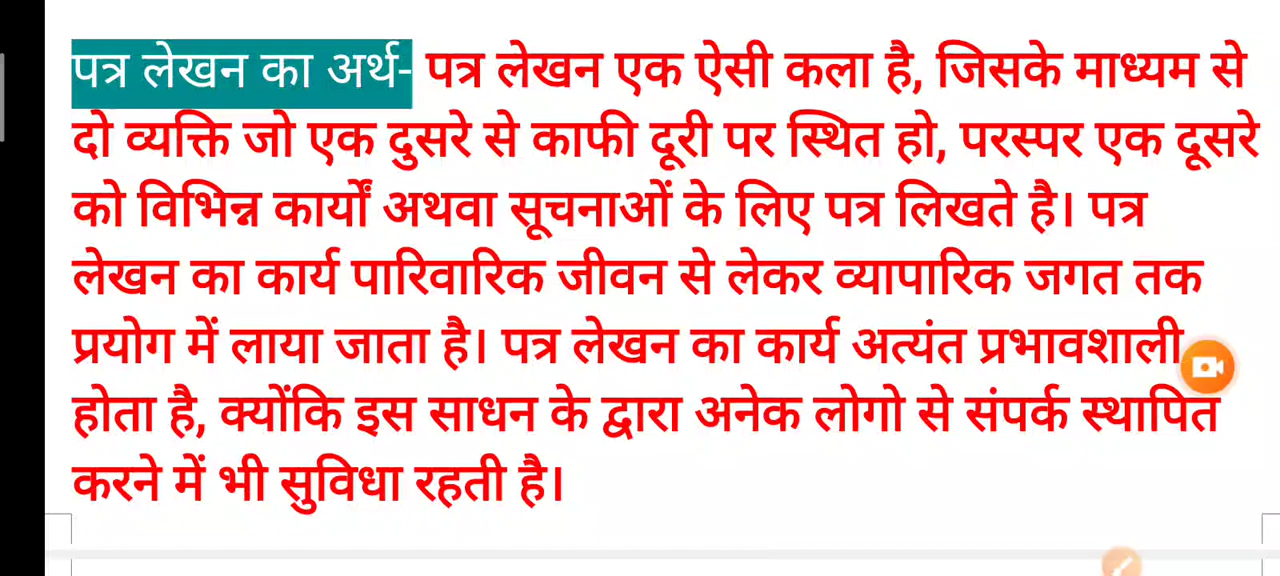 पत्र लेखन का अर्थ- पत्र लेखन एक ऐसी कला है, जिसके माध्यम से
दो व्यक्ति जो एक दुसरे से काफी दूरी पर स्थित हो, परस्पर एक दूसरे
को विभिन्न कार्यों अथवा सूचनाओं के लिए पत्र लिखते है। पत्र
लेखन का कार्य पारिवारिक जीवन से लेकर व्यापारिक जगत तक
प्रयोग में लाया जाता है। पत्र लेखन का कार्य अत्यंत प्रभावशाली
होता है, क्योंकि इस साधन के द्वारा अनेक लोगो से संपर्क स्थापित
करने में भी सुविधा रहती है।